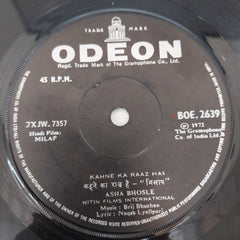 TRADE MARK
ODEON
Regd. Trade Mark of The Gramophone Co.
45 R.P.M.
7XJW. 7357
BOE. 2639
Hindi Film:
MILAP
℗ 1972
The Gramophone
Co. of India Ltd.
KAHNE KA RAAZ HAI
कहने का राज़ है - "मिलाप"
ASHA BHOSLE
NITIN FILMS INTERNATIONAL
Music: Brij Bhushan
Lyric: Naqsh Lyallpuri